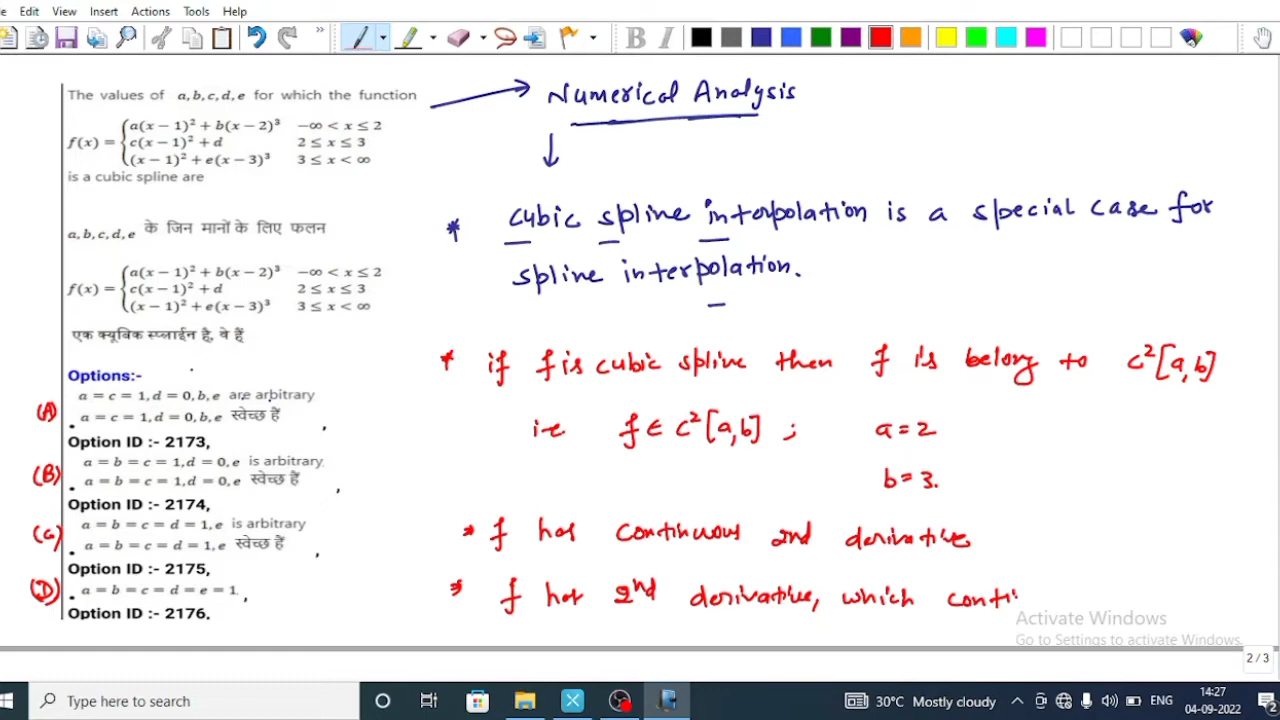 Edit View Insert Actions Tools Help
The values of a,b,c,d,e for which the function
f(x) = { a(x − 1)² + b(x − 2)³ −∞ < x ≤ 2
c(x − 1)² + d 2 ≤ x ≤ 3
(x − 1)² + e(x − 3)³ 3 ≤ x < ∞
is a cubic spline are
a,b,c,d,e के जिन मानों के लिए फलन
f(x) = { a(x − 1)² + b(x − 2)³ −∞ < x ≤ 2
c(x − 1)² + d 2 ≤ x ≤ 3
(x − 1)² + e(x − 3)³ 3 ≤ x < ∞
एक क्यूबिक स्प्लाईन है, वे हैं
Options:-
(A) a = c = 1, d = 0, b, e are arbitrary
a = c = 1, d = 0, b, e स्वेच्छ हैं ,
Option ID :- 2173,
(B) a = b = c = 1, d = 0, e is arbitrary
a = b = c = 1, d = 0, e स्वेच्छ हैं ,
Option ID :- 2174,
(C) a = b = c = d = 1, e is arbitrary
a = b = c = d = 1, e स्वेच्छ हैं ,
Option ID :- 2175,
(D) a = b = c = d = e = 1 ,
Option ID :- 2176.
Numerical Analysis
* cubic spline interpolation is a special case for
spline interpolation.
* if f is cubic spline then f is belong to c²[a,b]
ie f ∈ c²[a,b] ; a = 2
b = 3.
* f has continuous 2nd derivative
* f hat 2nd derivative, which conti
Activate Windows
Go to Settings to activate Windows.
2 / 3
Type here to search
30°C Mostly cloudy
ENG
14:27
04-09-2022
2